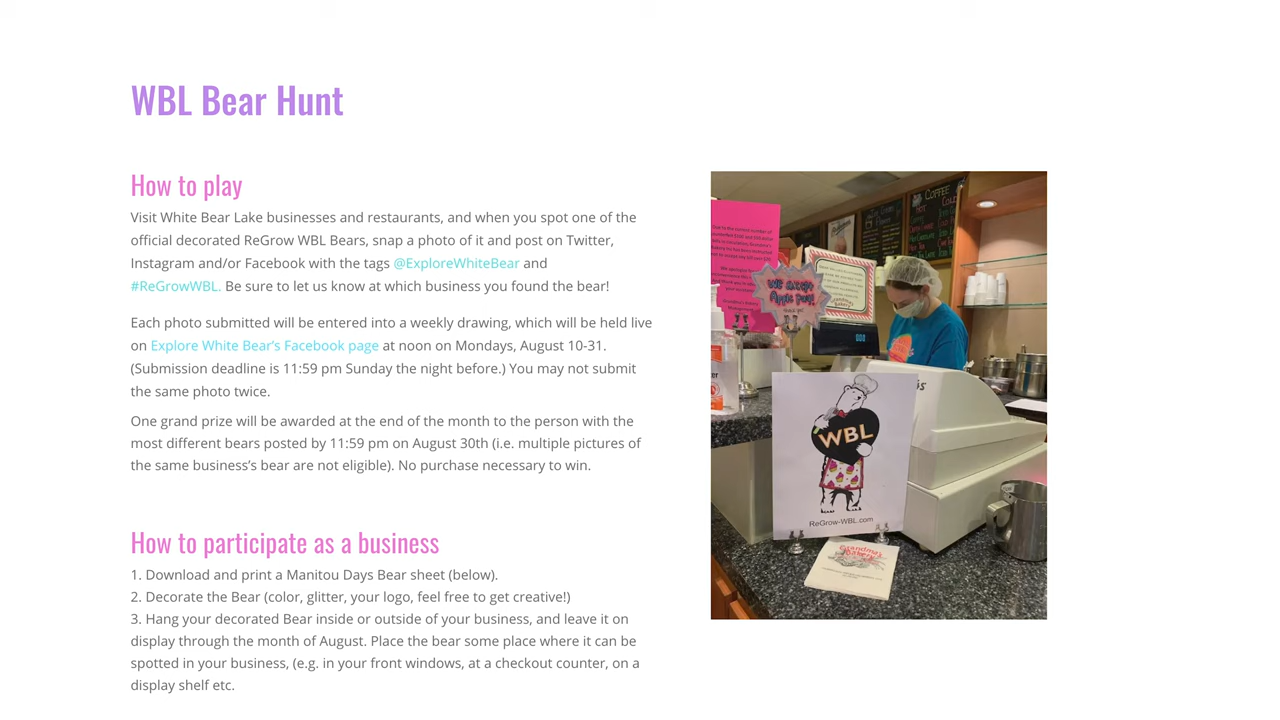 WBL Bear Hunt
How to play
Visit White Bear Lake businesses and restaurants, and when you spot one of the
official decorated ReGrow WBL Bears, snap a photo of it and post on Twitter,
Instagram and/or Facebook with the tags @ExploreWhiteBear and
#ReGrowWBL. Be sure to let us know at which business you found the bear!
Each photo submitted will be entered into a weekly drawing, which will be held live
on Explore White Bear’s Facebook page at noon on Mondays, August 10-31.
(Submission deadline is 11:59 pm Sunday the night before.) You may not submit
the same photo twice.
One grand prize will be awarded at the end of the month to the person with the
most different bears posted by 11:59 pm on August 30th (i.e. multiple pictures of
the same business’s bear are not eligible). No purchase necessary to win.
How to participate as a business
1. Download and print a Manitou Days Bear sheet (below).
2. Decorate the Bear (color, glitter, your logo, feel free to get creative!)
3. Hang your decorated Bear inside or outside of your business, and leave it on
display through the month of August. Place the bear some place where it can be
spotted in your business, (e.g. in your front windows, at a checkout counter, on a
display shelf etc.
COFFEE
HOT
We accept
Apple Pay!
WBL
ReGrow-WBL.com
Grandma's
Bakery